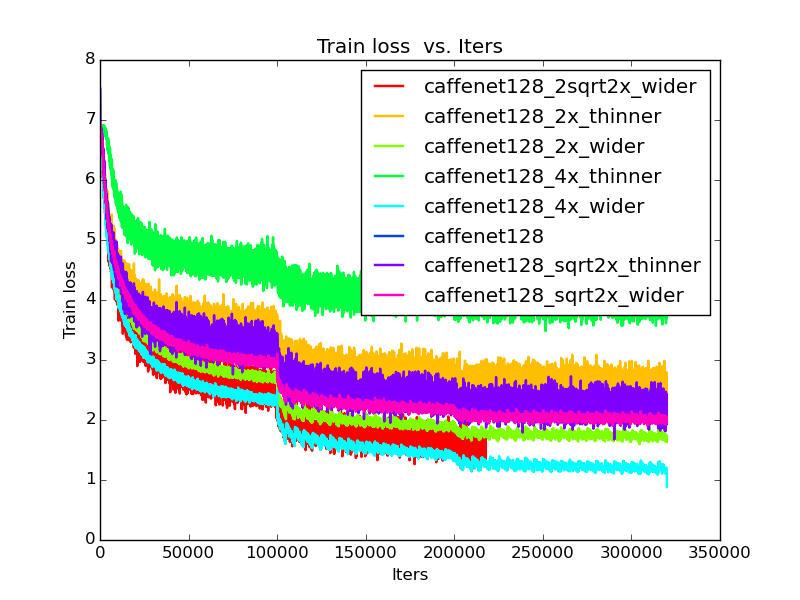 Train loss  vs. Iters
8
7
6
5
4
3
2
1
0
Train loss
caffenet128_2sqrt2x_wider
caffenet128_2x_thinner
caffenet128_2x_wider
caffenet128_4x_thinner
caffenet128_4x_wider
caffenet128
caffenet128_sqrt2x_thinner
caffenet128_sqrt2x_wider
0 50000 100000 150000 200000 250000 300000 350000
Iters